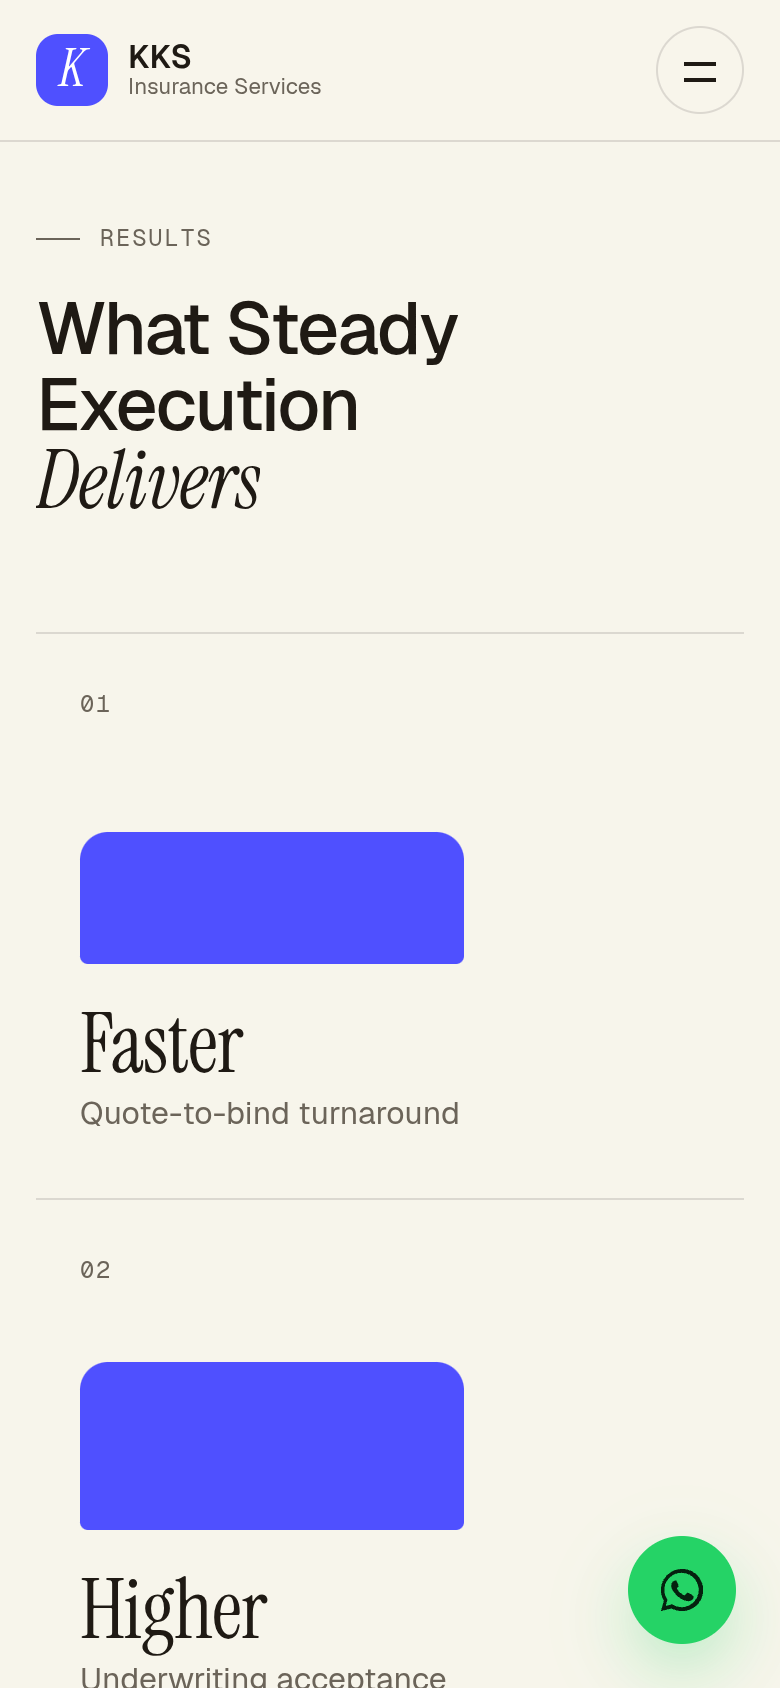 K
KKS
Insurance Services
RESULTS
What Steady
Execution
Delivers
01
Faster
Quote-to-bind turnaround
02
Higher
Underwriting acceptance